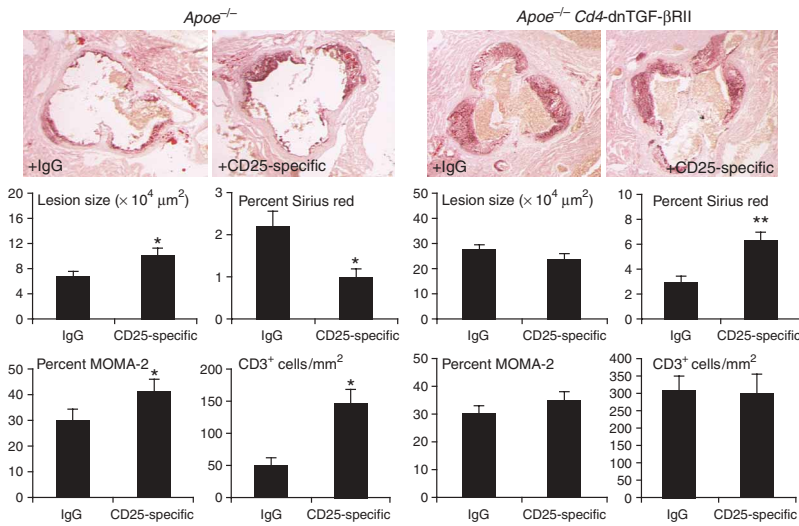 Apoe–/–
Apoe–/– Cd4-dnTGF-βRII
+IgG
+CD25-specific
+IgG
+CD25-specific
Lesion size (× 10⁴ μm²)
20
16
12
8
4
0
*
IgG
CD25-specific
Percent Sirius red
3
2
1
0
*
IgG
CD25-specific
Lesion size (× 10⁴ μm²)
50
40
30
20
10
0
IgG
CD25-specific
Percent Sirius red
10
8
6
4
2
0
**
IgG
CD25-specific
Percent MOMA-2
50
40
30
20
10
0
*
IgG
CD25-specific
CD3⁺ cells/mm²
200
150
100
50
0
*
IgG
CD25-specific
Percent MOMA-2
50
40
30
20
10
0
IgG
CD25-specific
CD3⁺ cells/mm²
400
350
300
250
200
150
100
50
0
IgG
CD25-specific